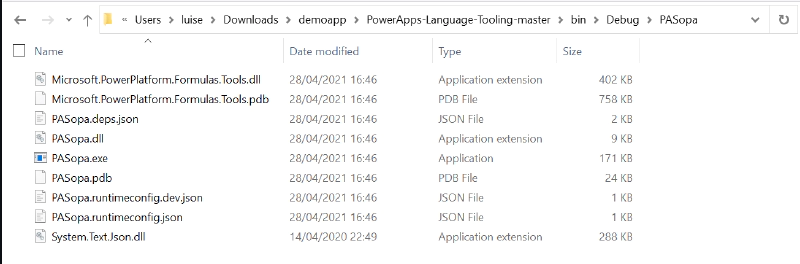 Users > luise > Downloads > demoapp > PowerApps-Language-Tooling-master > bin > Debug > PASopa
Name Date modified Type Size
Microsoft.PowerPlatform.Formulas.Tools.dll 28/04/2021 16:46 Application extension 402 KB
Microsoft.PowerPlatform.Formulas.Tools.pdb 28/04/2021 16:46 PDB File 758 KB
PASopa.deps.json 28/04/2021 16:46 JSON File 2 KB
PASopa.dll 28/04/2021 16:46 Application extension 9 KB
PASopa.exe 28/04/2021 16:46 Application 171 KB
PASopa.pdb 28/04/2021 16:46 PDB File 24 KB
PASopa.runtimeconfig.dev.json 28/04/2021 16:46 JSON File 1 KB
PASopa.runtimeconfig.json 28/04/2021 16:46 JSON File 1 KB
System.Text.Json.dll 14/04/2020 22:49 Application extension 288 KB